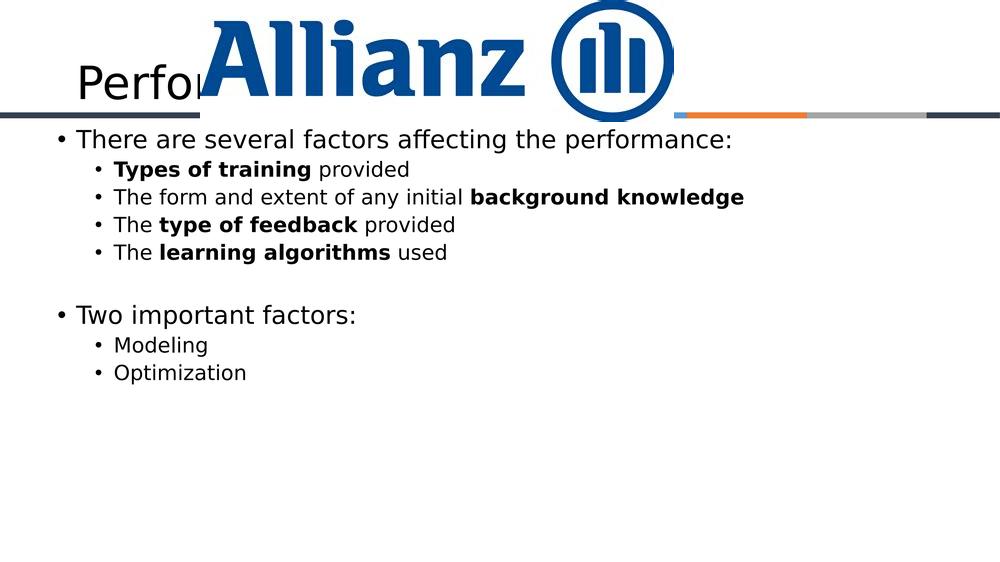 Allianz
Perfor
• There are several factors affecting the performance:
• Types of training provided
• The form and extent of any initial background knowledge
• The type of feedback provided
• The learning algorithms used
• Two important factors:
• Modeling
• Optimization